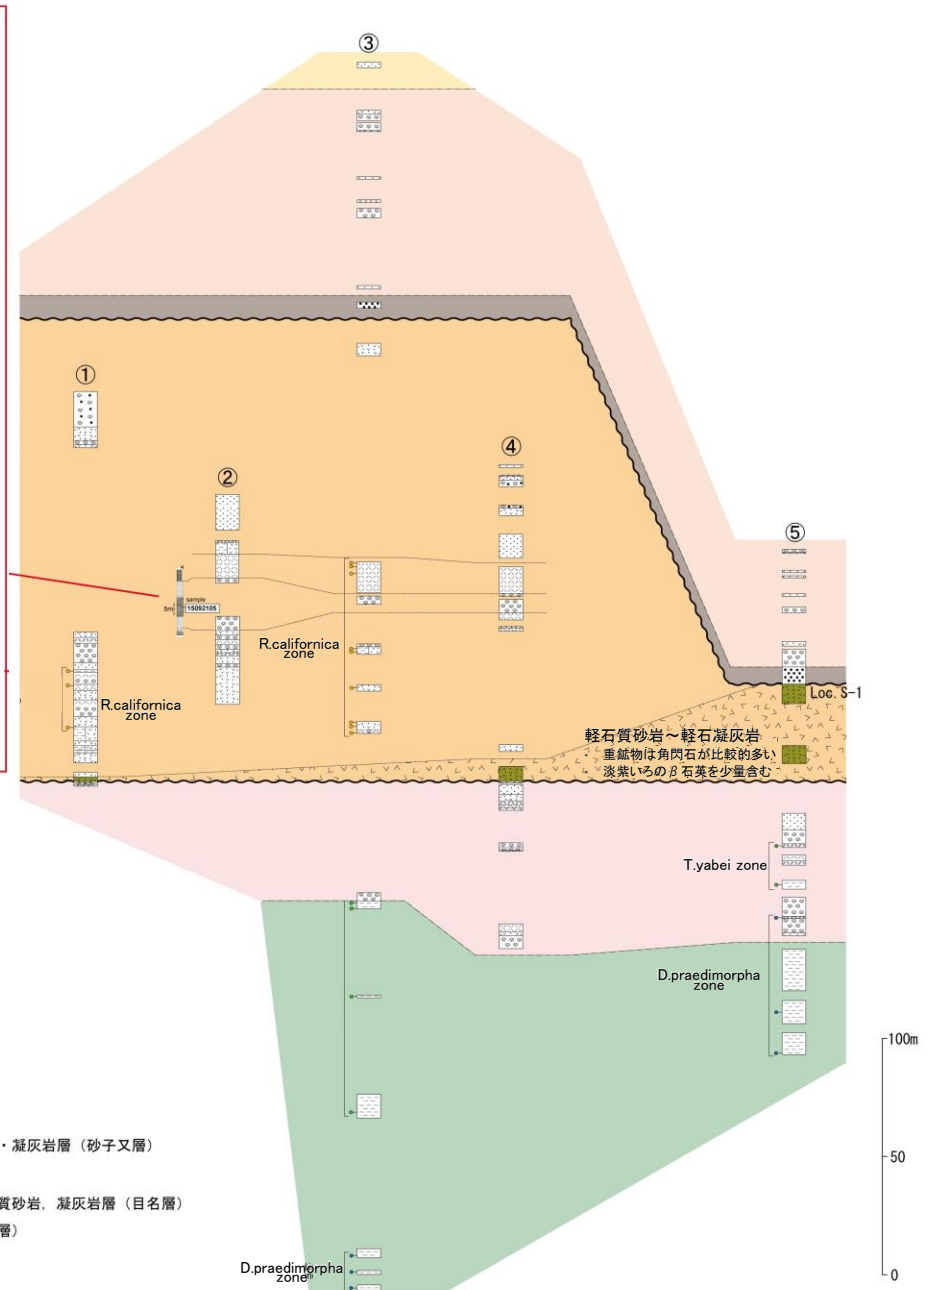 ③
①
④
②
⑤
sample
5m
15092105
R.californica
zone
R.californica
zone
Loc. S-1
軽石質砂岩～軽石凝灰岩
・ 重鉱物は角閃石が比較的多い
・ 淡紫いろのβ石英を少量含む
T.yabei zone
D.praedimorpha
zone
100m
50
0
・凝灰岩層（砂子又層）
質砂岩，凝灰岩層（目名層）
層）
D.praedimorpha
zone